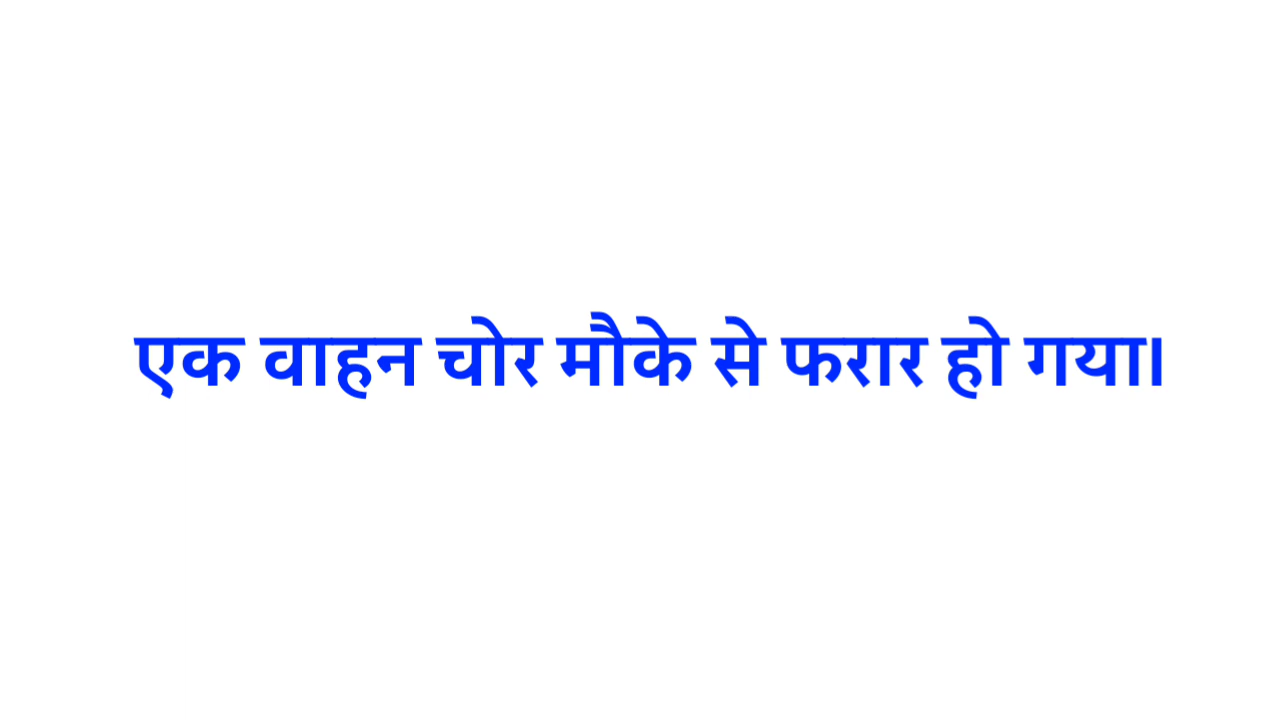 एक वाहन चोर मौके से फरार हो गया।